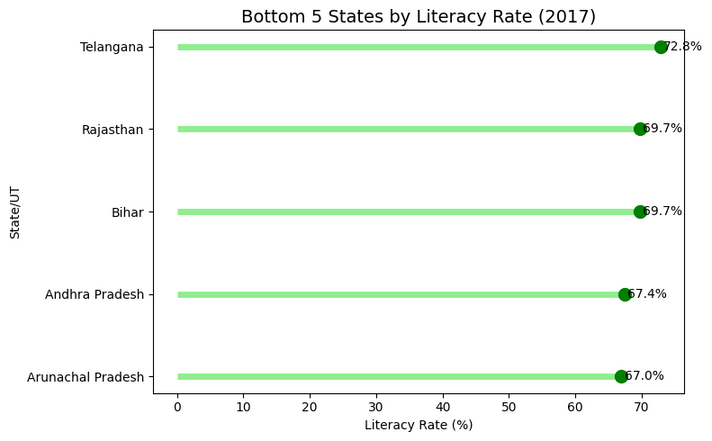 Bottom 5 States by Literacy Rate (2017)
Telangana
72.8%
Rajasthan
69.7%
Bihar
69.7%
Andhra Pradesh
67.4%
Arunachal Pradesh
67.0%
State/UT
0 10 20 30 40 50 60 70
Literacy Rate (%)